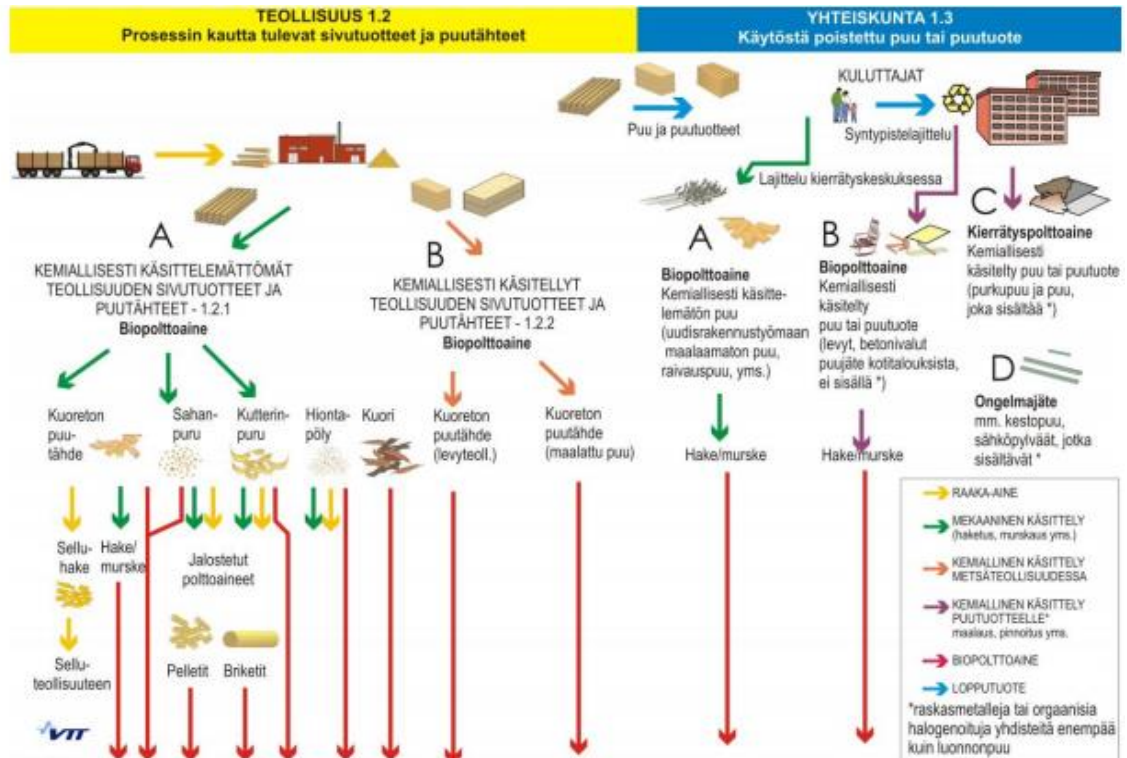 TEOLLISUUS 1.2
Prosessin kautta tulevat sivutuotteet ja puutähteet
YHTEISKUNTA 1.3
Käytöstä poistettu puu tai puutuote
Puu ja puutuotteet
KULUTTAJAT
Syntypistelajittelu
Lajittelu kierrätyskeskuksessa
A
KEMIALLISESTI KÄSITTELEMÄTTÖMÄT
TEOLLISUUDEN SIVUTUOTTEET JA
PUUTÄHTEET - 1.2.1
Biopolttoaine
B
KEMIALLISESTI KÄSITELLYT
TEOLLISUUDEN SIVUTUOTTEET JA
PUUTÄHTEET - 1.2.2
Biopolttoaine
A
Biopolttoaine
Kemiallisesti käsitte-
lemätön puu
(uudisrakennustyömaan
maalaamaton puu,
raivauspuu, yms.)
B
Biopolttoaine
Kemiallisesti
käsitelty
puu tai puutuote
(levyt, betonivalut
puujäte kotitalouksista,
ei sisällä *)
C
Kierrätyspolttoaine
Kemiallisesti
käsitelty puu tai puutuote
(purkupuu ja puu,
joka sisältää *)
D
Ongelmajäte
mm. kestopuu,
sähköpylväät, jotka
sisältävät *
Kuoreton
puu-
tähde
Sahan-
puru
Kutterin-
puru
Hionta-
pöly
Kuori
Kuoreton
puutähde
(levyteoll.)
Kuoreton
puutähde
(maalattu puu)
Hake/murske
Hake/murske
Sellu-
hake
Hake/
murske
Jalostetut
polttoaineet
Sellu-
teollisuuteen
Pelletit
Briketit
VTT
RAAKA-AINE
MEKAANINEN KÄSITTELY
(haketus, murskaus yms.)
KEMIALLINEN KÄSITTELY
METSÄTEOLLISUUDESSA
KEMIALLINEN KÄSITTELY
PUUTUOTTEELLE*
maalaus, pinnoitus yms.
BIOPOLTTOAINE
LOPPUTUOTE
*raskasmetalleja tai orgaanisia
halogenoituja yhdisteitä enempää
kuin luonnonpuu